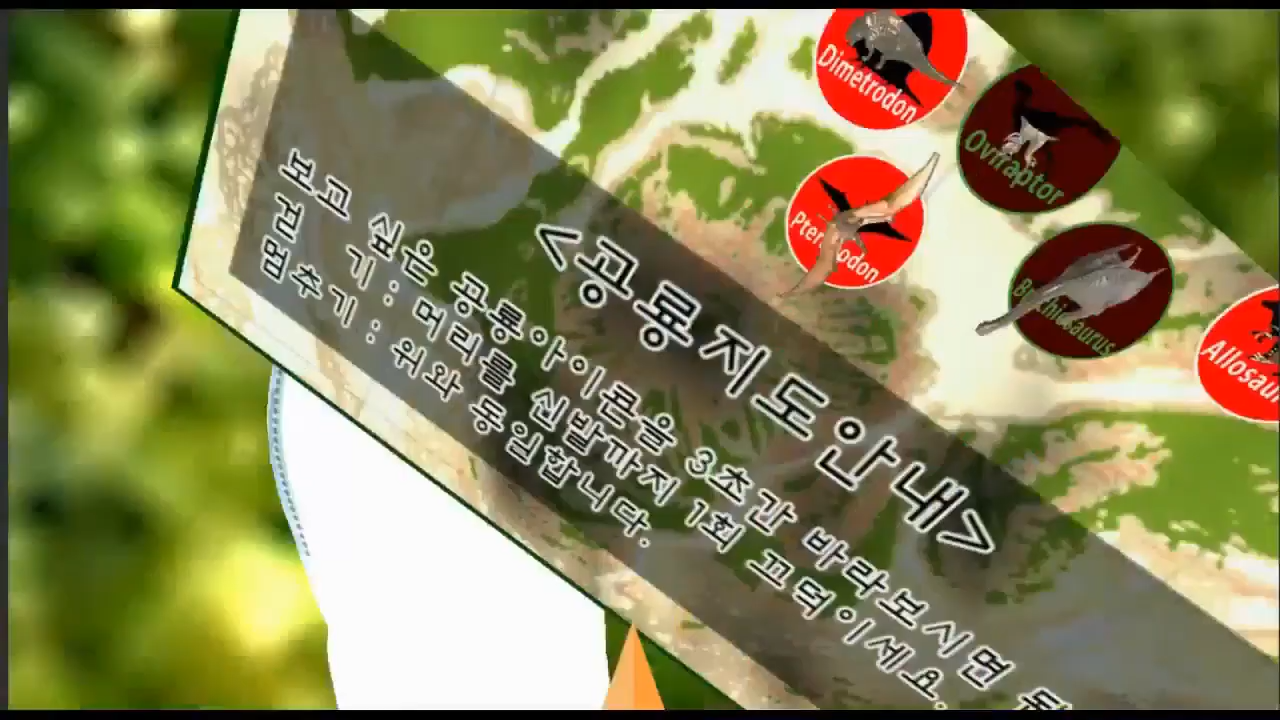 Dimetrodon
Oviraptor
Brachiosaurus
<공룡지도안내>
보고 싶은 공룡아이콘을 3초간 바라보시면
걷 기 : 머리를 신발까지 1회 끄덕이세요.
멈추기 : 위와 동일합니다.